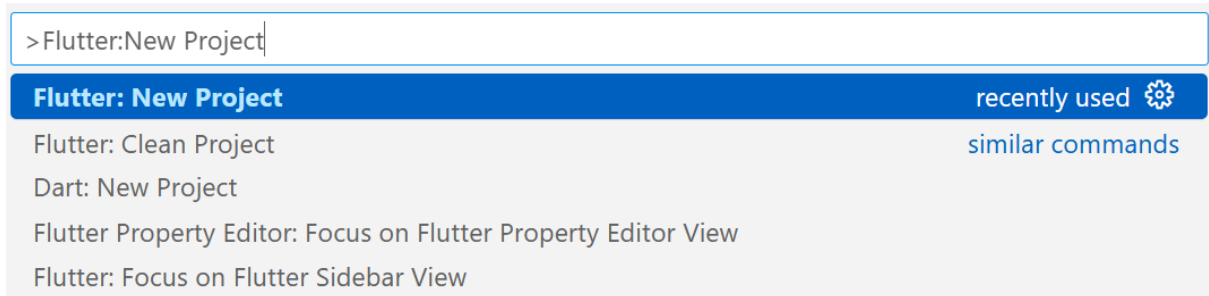 >Flutter:New Project
Flutter: New Project recently used
Flutter: Clean Project similar commands
Dart: New Project
Flutter Property Editor: Focus on Flutter Property Editor View
Flutter: Focus on Flutter Sidebar View